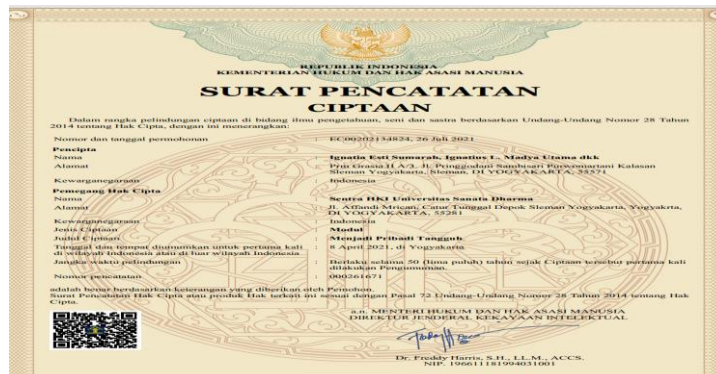 REPUBLIK INDONESIA
KEMENTERIAN HUKUM DAN HAK ASASI MANUSIA
SURAT PENCATATAN
CIPTAAN
Dalam rangka pelindungan ciptaan di bidang ilmu pengetahuan, seni dan sastra berdasarkan Undang-Undang Nomor 28 Tahun
2014 tentang Hak Cipta, dengan ini menerangkan:
Nomor dan tanggal permohonan : EC00202134824, 26 Juli 2021
Pencipta
Nama : Ignatia Esti Sumarah, Ignatius L. Madya Utama dkk
Alamat : Prin Grasia II A/3. Jl. Pringgodani Sambisari Purwomartani Kalasan
Sleman Yogyakarta, Sleman, DI YOGYAKARTA, 55571
Kewarganegaraan : Indonesia
Pemegang Hak Cipta
Nama : Sentra HKI Universitas Sanata Dharma
Alamat : Jl. Affandi Mrican, Catur Tunggal Depok Sleman Yogyakarta, Yogyakrta,
DI YOGYAKARTA, 55281
Kewarganegaraan : Indonesia
Jenis Ciptaan : Modul
Judul Ciptaan : Menjadi Pribadi Tangguh
Tanggal dan tempat diumumkan untuk pertama kali : 8 April 2021, di Yogyakarta
di wilayah Indonesia atau di luar wilayah Indonesia
Jangka waktu pelindungan : Berlaku selama 50 (lima puluh) tahun sejak Ciptaan tersebut pertama kali
dilakukan Pengumuman.
Nomor pencatatan : 000261671
adalah benar berdasarkan keterangan yang diberikan oleh Pemohon.
Surat Pencatatan Hak Cipta atau produk Hak terkait ini sesuai dengan Pasal 72 Undang-Undang Nomor 28 Tahun 2014 tentang Hak
Cipta.
a.n. MENTERI HUKUM DAN HAK ASASI MANUSIA
DIREKTUR JENDERAL KEKAYAAN INTELEKTUAL
Dr. Freddy Harris, S.H., LL.M., ACCS.
NIP. 196611181994031001